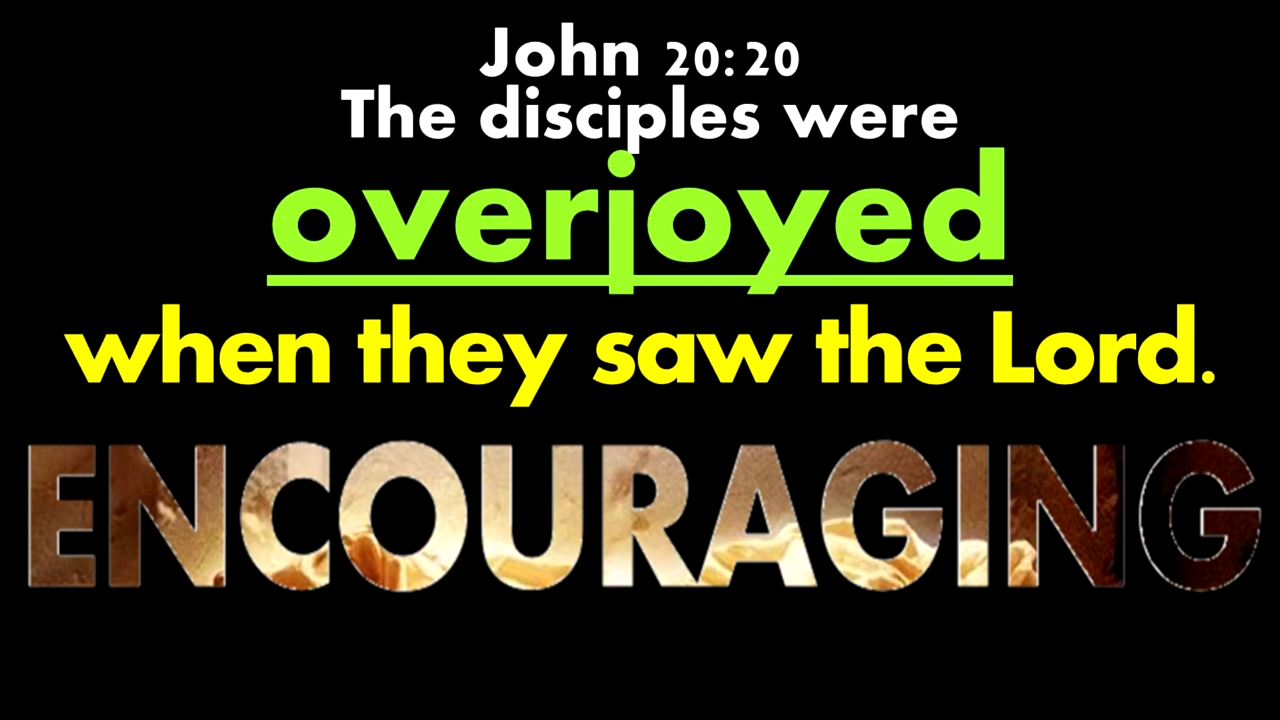 John 20:20
The disciples were
overjoyed
when they saw the Lord.
ENCOURAGING